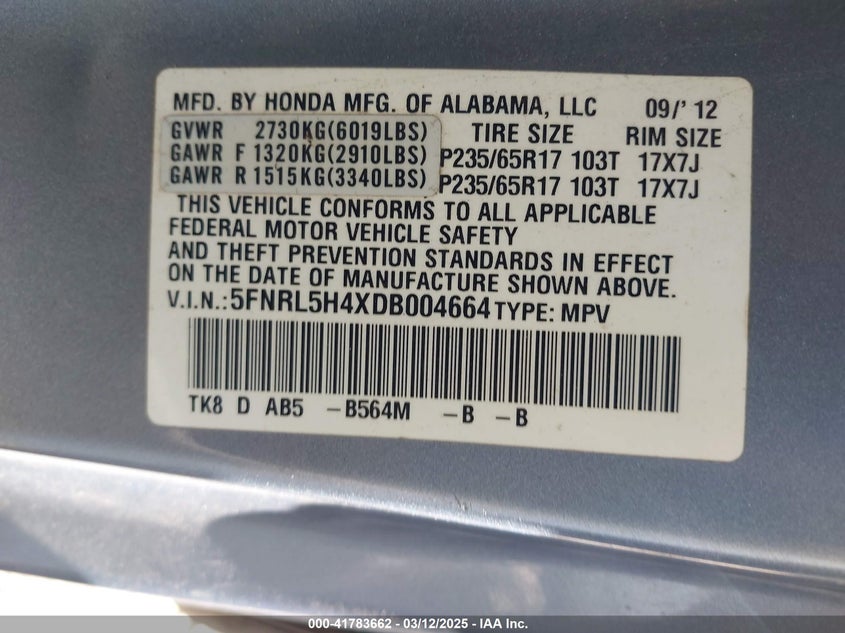 MFD. BY HONDA MFG. OF ALABAMA, LLC 09/' 12
GVWR 2730KG(6019LBS) TIRE SIZE RIM SIZE
GAWR F 1320KG(2910LBS) P235/65R17 103T 17X7J
GAWR R 1515KG(3340LBS) P235/65R17 103T 17X7J
THIS VEHICLE CONFORMS TO ALL APPLICABLE
FEDERAL MOTOR VEHICLE SAFETY
AND THEFT PREVENTION STANDARDS IN EFFECT
ON THE DATE OF MANUFACTURE SHOWN ABOVE.
V.I.N.:5FNRL5H4XDB004664 TYPE: MPV
TK8 D AB5 -B564M -B -B
000-41783662 - 03/12/2025 - IAA Inc.